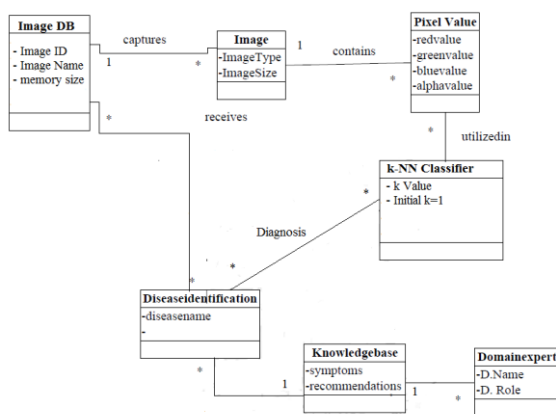 Image DB
- Image ID
- Image Name
- memory size
captures
1
*
Image
-ImageType
-ImageSize
1
contains
*
Pixel Value
-redvalue
-greenvalue
-bluevalue
-alphavalue
*
receives
*
utilizedin
k-NN Classifier
- k Value
- Initial k=1
*
Diagnosis
*
*
Diseaseidentification
-diseasename
-
*
1
Knowledgebase
-symptoms
-recommendations
1
*
Domainexpert
-D.Name
-D. Role